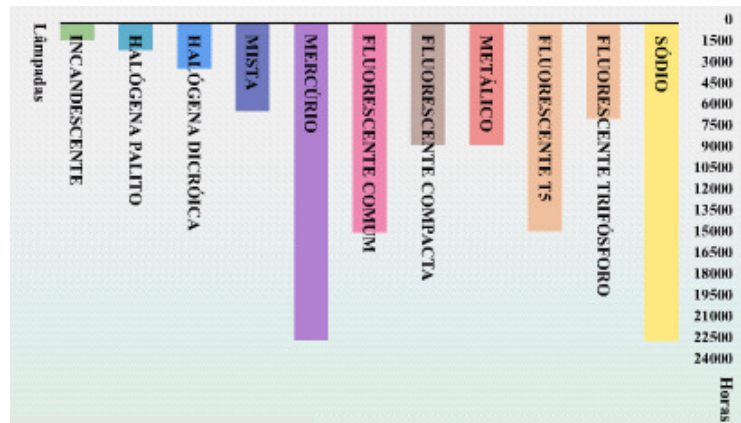 Lâmpadas
INCANDESCENTE
HALÓGENA PALITO
HALÓGENA DICRÓICA
MISTA
MERCÚRIO
FLUORESCENTE COMUM
FLUORESCENTE COMPACTA
METÁLICO
FLUORESCENTE T5
FLUORESCENTE TRIFÓSFORO
SÓDIO
0
1500
3000
4500
6000
7500
9000
10500
12000
13500
15000
16500
18000
19500
21000
22500
24000
Horas